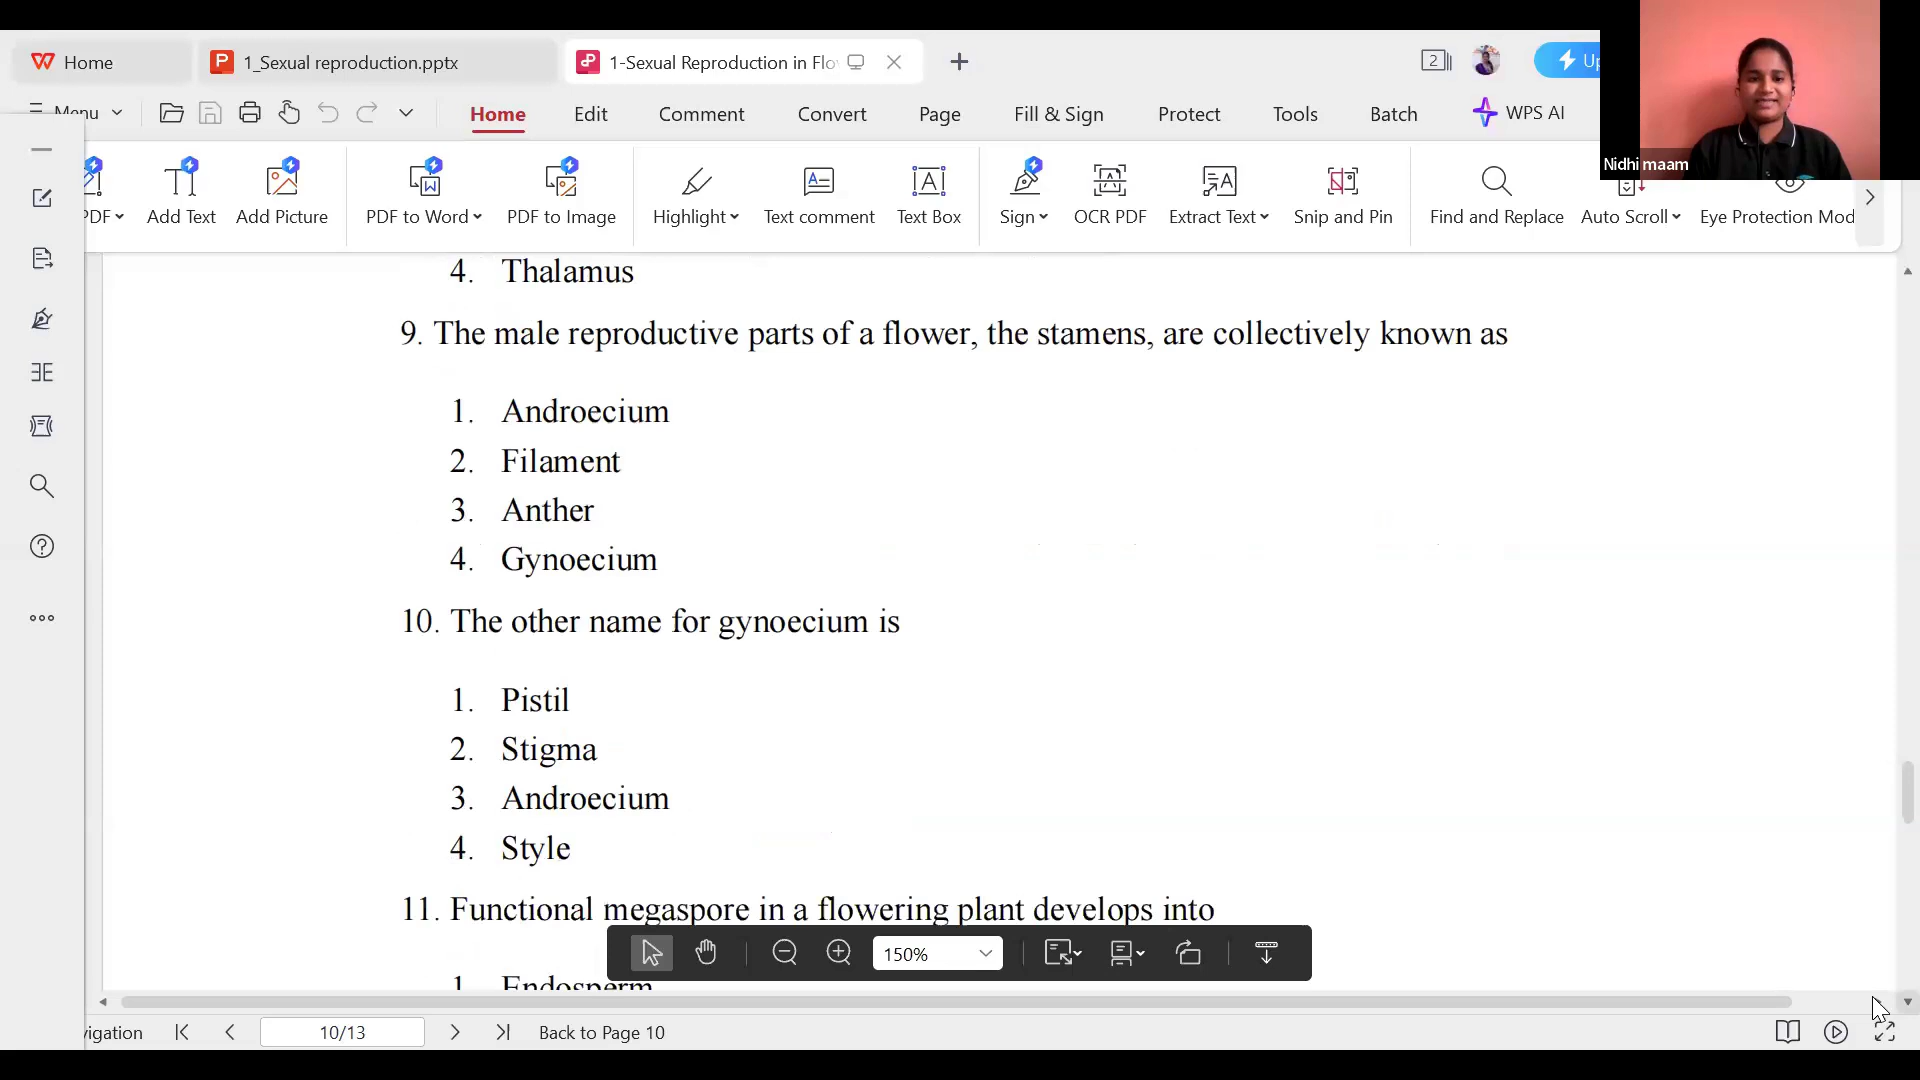 Home
1_Sexual reproduction.pptx
1-Sexual Reproduction in Flo
2
Menu
Home
Edit
Comment
Convert
Page
Fill & Sign
Protect
Tools
Batch
WPS AI
Nidhi maam
PDF
Add Text
Add Picture
PDF to Word
PDF to Image
Highlight
Text comment
Text Box
Sign
OCR PDF
Extract Text
Snip and Pin
Find and Replace
Auto Scroll
Eye Protection Mod
4. Thalamus
9. The male reproductive parts of a flower, the stamens, are collectively known as
1. Androecium
2. Filament
3. Anther
4. Gynoecium
10. The other name for gynoecium is
1. Pistil
2. Stigma
3. Androecium
4. Style
11. Functional megaspore in a flowering plant develops into
150%
1. Endosperm
vigation
10/13
Back to Page 10